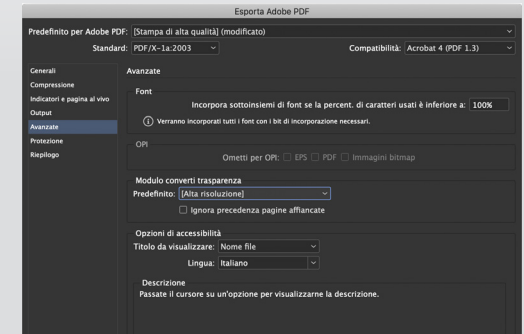 Esporta Adobe PDF
Predefinito per Adobe PDF: [Stampa di alta qualità] (modificato)
Standard: PDF/X-1a:2003 Compatibilità: Acrobat 4 (PDF 1.3)
Generali
Compressione
Indicatori e pagina al vivo
Output
Avanzate
Protezione
Riepilogo
Avanzate
Font
Incorpora sottoinsiemi di font se la percent. di caratteri usati è inferiore a: 100%
Verranno incorporati tutti i font con i bit di incorporazione necessari.
OPI
Ometti per OPI: EPS PDF Immagini bitmap
Modulo converti trasparenza
Predefinito: [Alta risoluzione]
Ignora precedenza pagine affiancate
Opzioni di accessibilità
Titolo da visualizzare: Nome file
Lingua: Italiano
Descrizione
Passate il cursore su un'opzione per visualizzarne la descrizione.